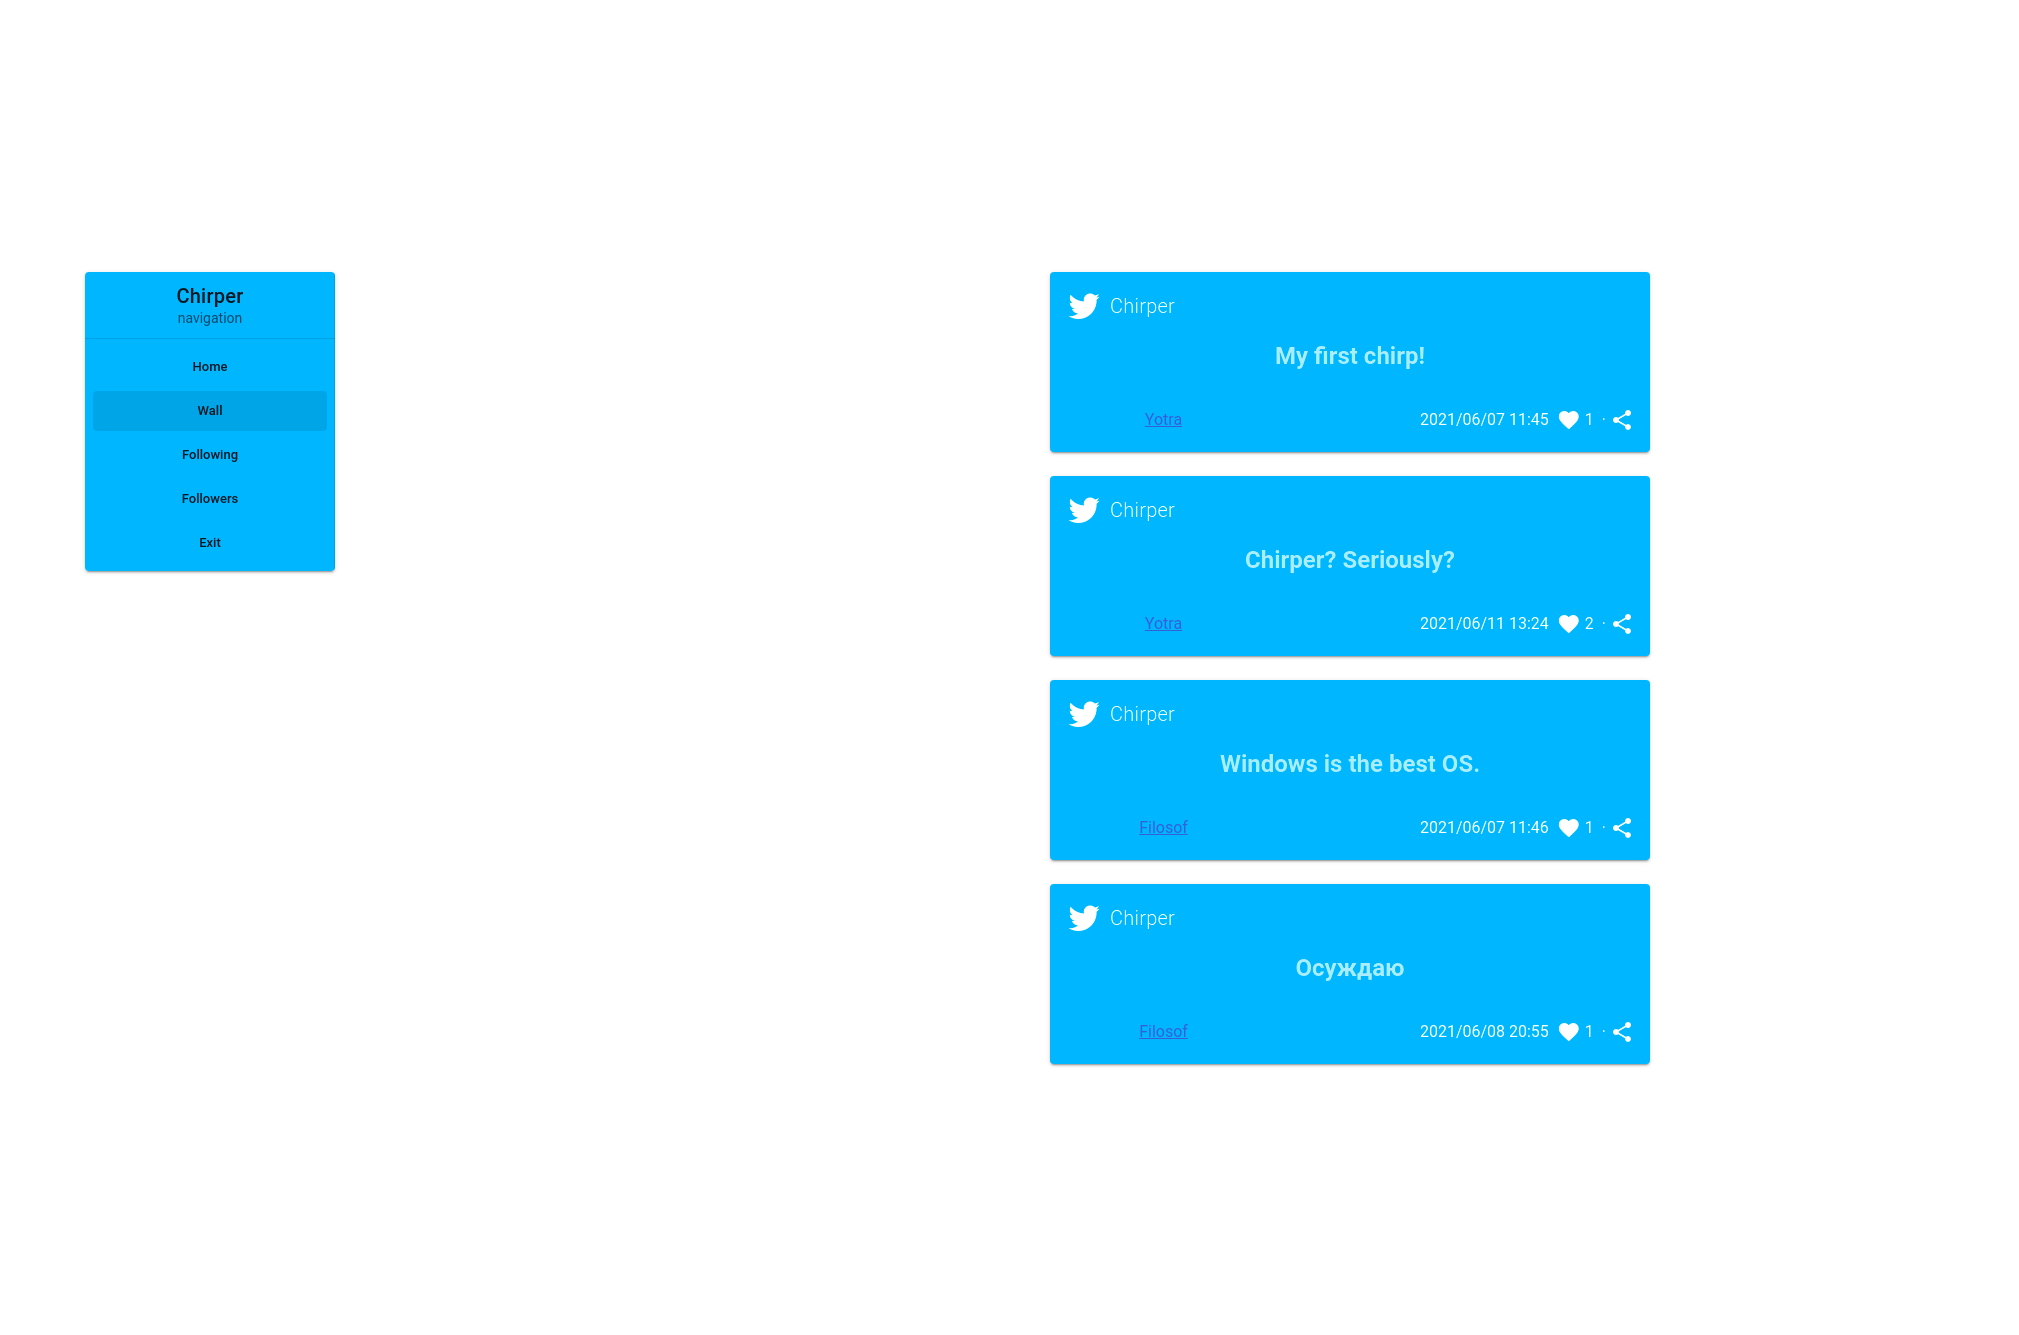 Chirper
navigation
Home
Wall
Following
Followers
Exit
Chirper
My first chirp!
Yotra 2021/06/07 11:45 1 ·
Chirper
Chirper? Seriously?
Yotra 2021/06/11 13:24 2 ·
Chirper
Windows is the best OS.
Filosof 2021/06/07 11:46 1 ·
Chirper
Осуждаю
Filosof 2021/06/08 20:55 1 ·